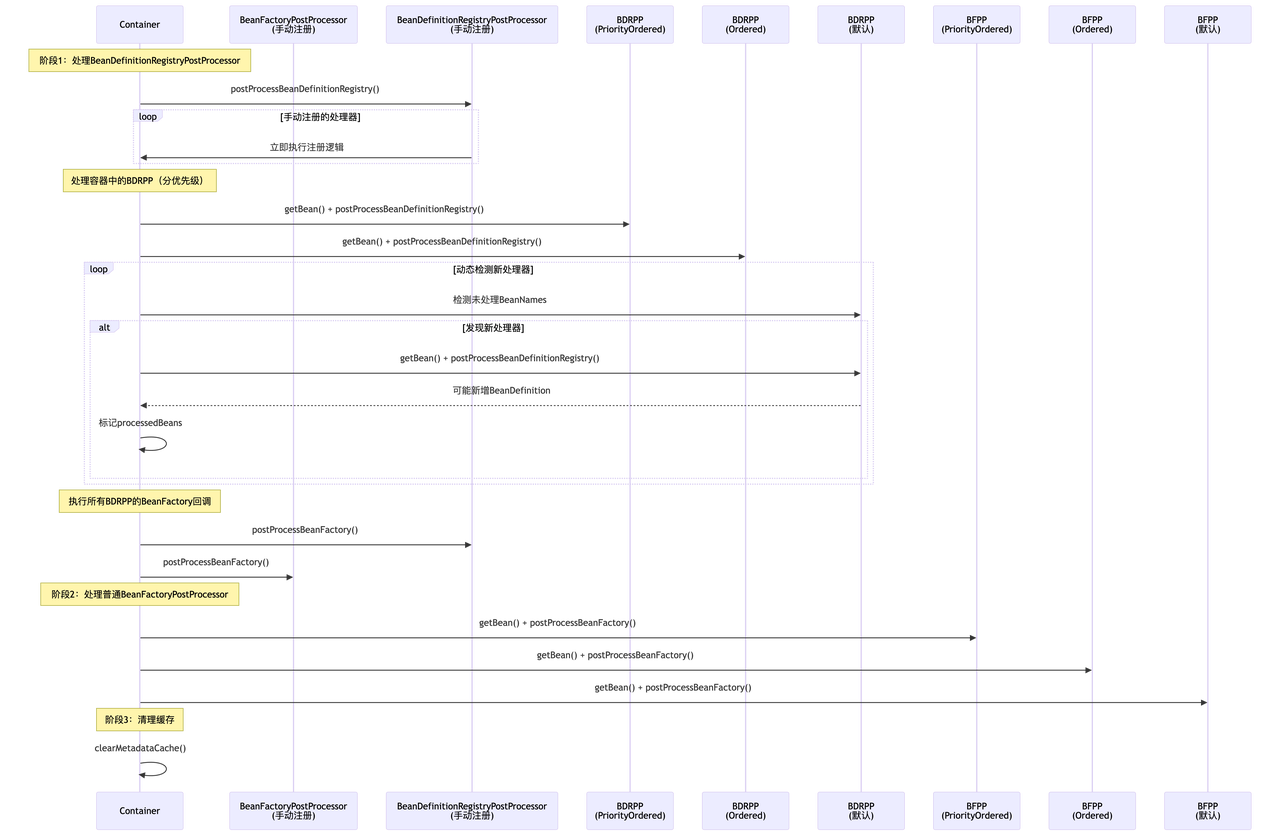 Container
BeanFactoryPostProcessor
(手动注册)
BeanDefinitionRegistryPostProcessor
(手动注册)
BDRPP
(PriorityOrdered)
BDRPP
(Ordered)
BDRPP
(默认)
BFPP
(PriorityOrdered)
BFPP
(Ordered)
BFPP
(默认)
阶段1：处理BeanDefinitionRegistryPostProcessor
postProcessBeanDefinitionRegistry()
loop
[手动注册的处理器]
立即执行注册逻辑
处理容器中的BDRPP（分优先级）
getBean() + postProcessBeanDefinitionRegistry()
getBean() + postProcessBeanDefinitionRegistry()
loop
[动态检测新处理器]
检测未处理BeanNames
alt
[发现新处理器]
getBean() + postProcessBeanDefinitionRegistry()
可能新增BeanDefinition
标记processedBeans
执行所有BDRPP的BeanFactory回调
postProcessBeanFactory()
postProcessBeanFactory()
阶段2：处理普通BeanFactoryPostProcessor
getBean() + postProcessBeanFactory()
getBean() + postProcessBeanFactory()
getBean() + postProcessBeanFactory()
阶段3：清理缓存
clearMetadataCache()
Container
BeanFactoryPostProcessor
(手动注册)
BeanDefinitionRegistryPostProcessor
(手动注册)
BDRPP
(PriorityOrdered)
BDRPP
(Ordered)
BDRPP
(默认)
BFPP
(PriorityOrdered)
BFPP
(Ordered)
BFPP
(默认)